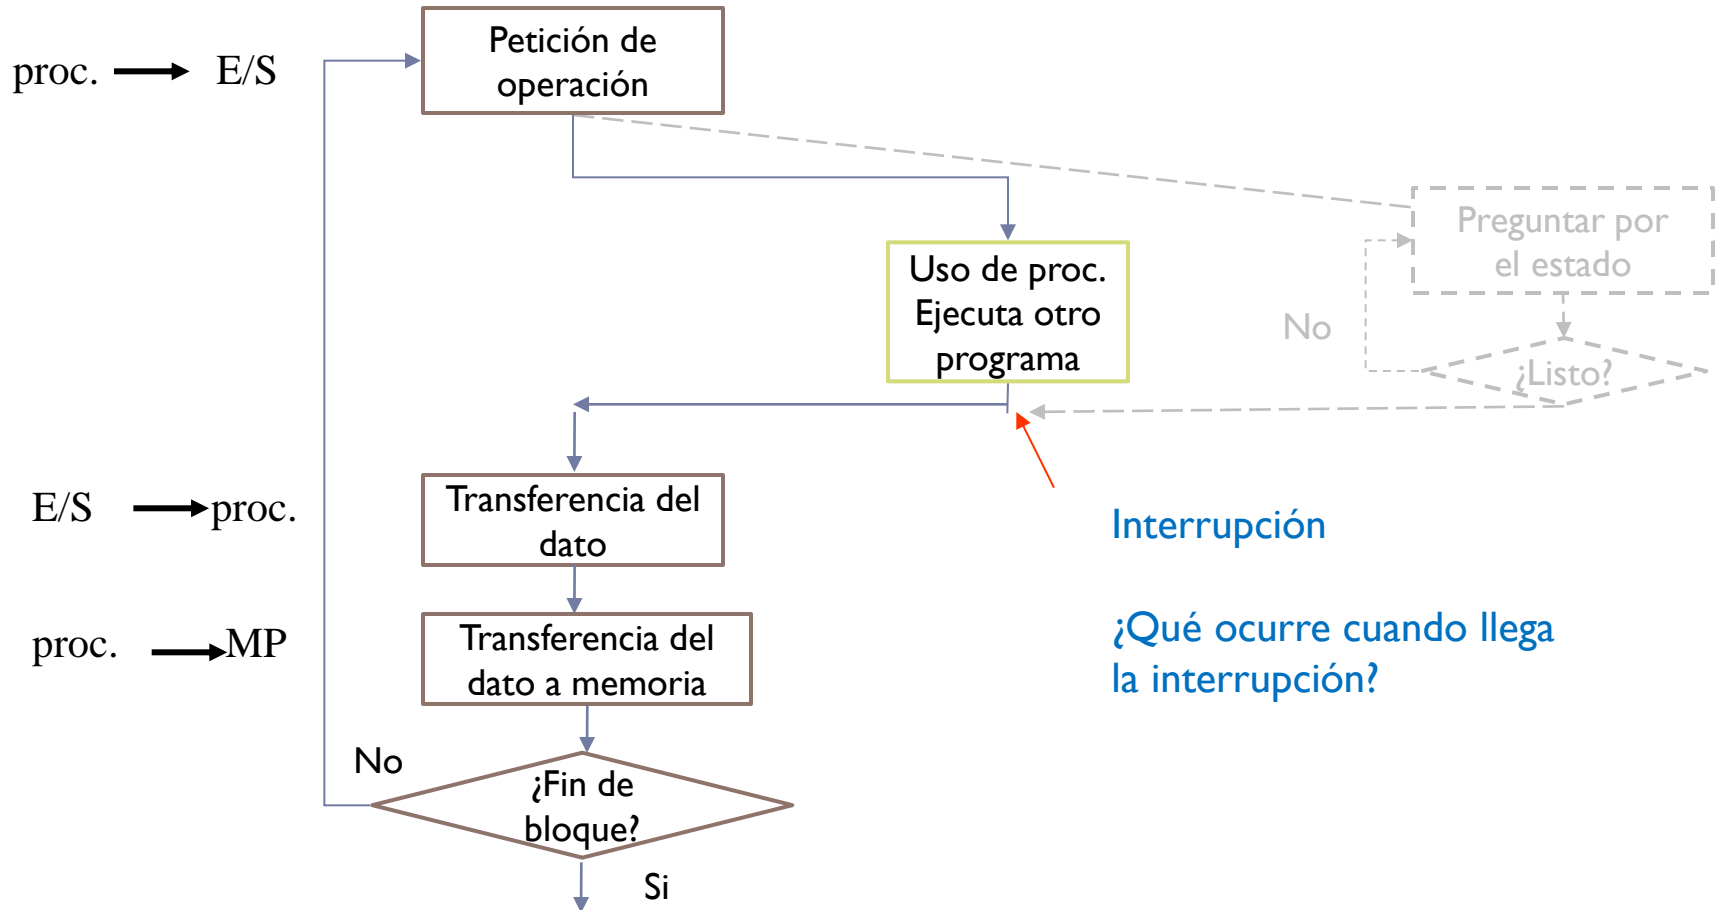 proc.
E/S
Petición de
operación
Preguntar por
el estado
Uso de proc.
Ejecuta otro
programa
No
¿Listo?
E/S
proc.
Transferencia del
dato
Interrupción
proc.
MP
Transferencia del
dato a memoria
¿Qué ocurre cuando llega
la interrupción?
No
¿Fin de
bloque?
Si